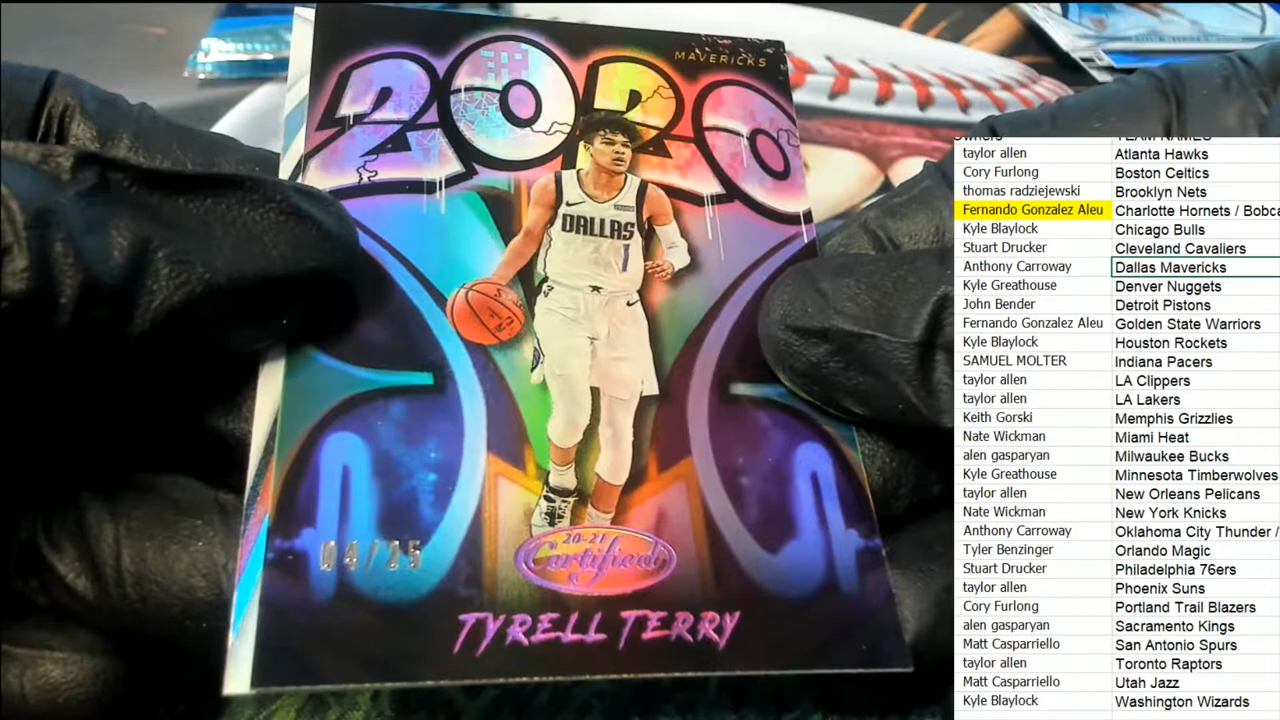 MAVERICKS
2020
DALLAS
1
04/25
20-21
Certified
TYRELL TERRY
TEAM NAMES
taylor allen Atlanta Hawks
Cory Furlong Boston Celtics
thomas radziejewski Brooklyn Nets
Fernando Gonzalez Aleu Charlotte Hornets / Bobca
Kyle Blaylock Chicago Bulls
Stuart Drucker Cleveland Cavaliers
Anthony Carroway Dallas Mavericks
Kyle Greathouse Denver Nuggets
John Bender Detroit Pistons
Fernando Gonzalez Aleu Golden State Warriors
Kyle Blaylock Houston Rockets
SAMUEL MOLTER Indiana Pacers
taylor allen LA Clippers
taylor allen LA Lakers
Keith Gorski Memphis Grizzlies
Nate Wickman Miami Heat
alen gasparyan Milwaukee Bucks
Kyle Greathouse Minnesota Timberwolves
taylor allen New Orleans Pelicans
Nate Wickman New York Knicks
Anthony Carroway Oklahoma City Thunder /
Tyler Benzinger Orlando Magic
Stuart Drucker Philadelphia 76ers
taylor allen Phoenix Suns
Cory Furlong Portland Trail Blazers
alen gasparyan Sacramento Kings
Matt Casparriello San Antonio Spurs
taylor allen Toronto Raptors
Matt Casparriello Utah Jazz
Kyle Blaylock Washington Wizards